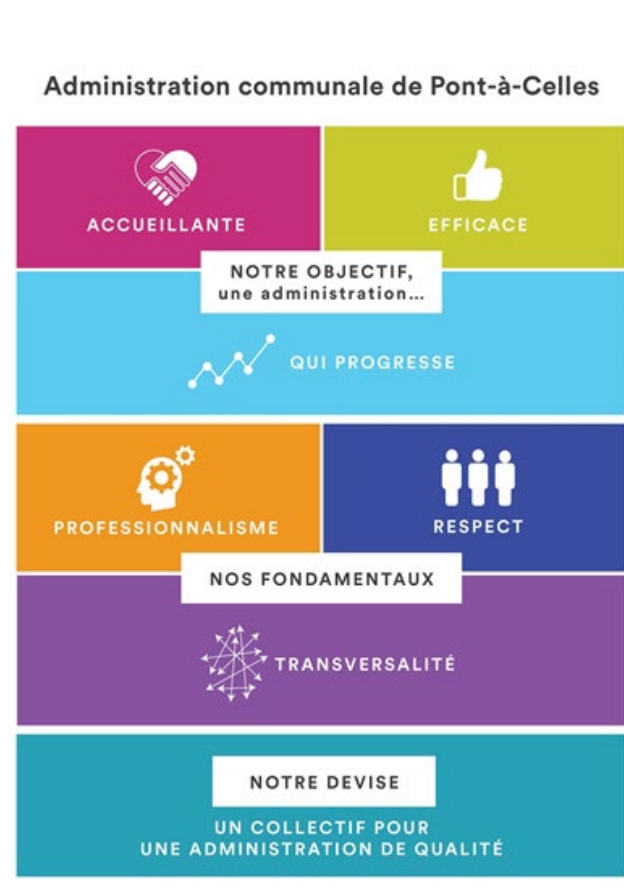 Administration communale de Pont-à-Celles
ACCUEILLANTE
EFFICACE
NOTRE OBJECTIF,
une administration...
QUI PROGRESSE
PROFESSIONNALISME
RESPECT
NOS FONDAMENTAUX
TRANSVERSALITÉ
NOTRE DEVISE
UN COLLECTIF POUR
UNE ADMINISTRATION DE QUALITÉ